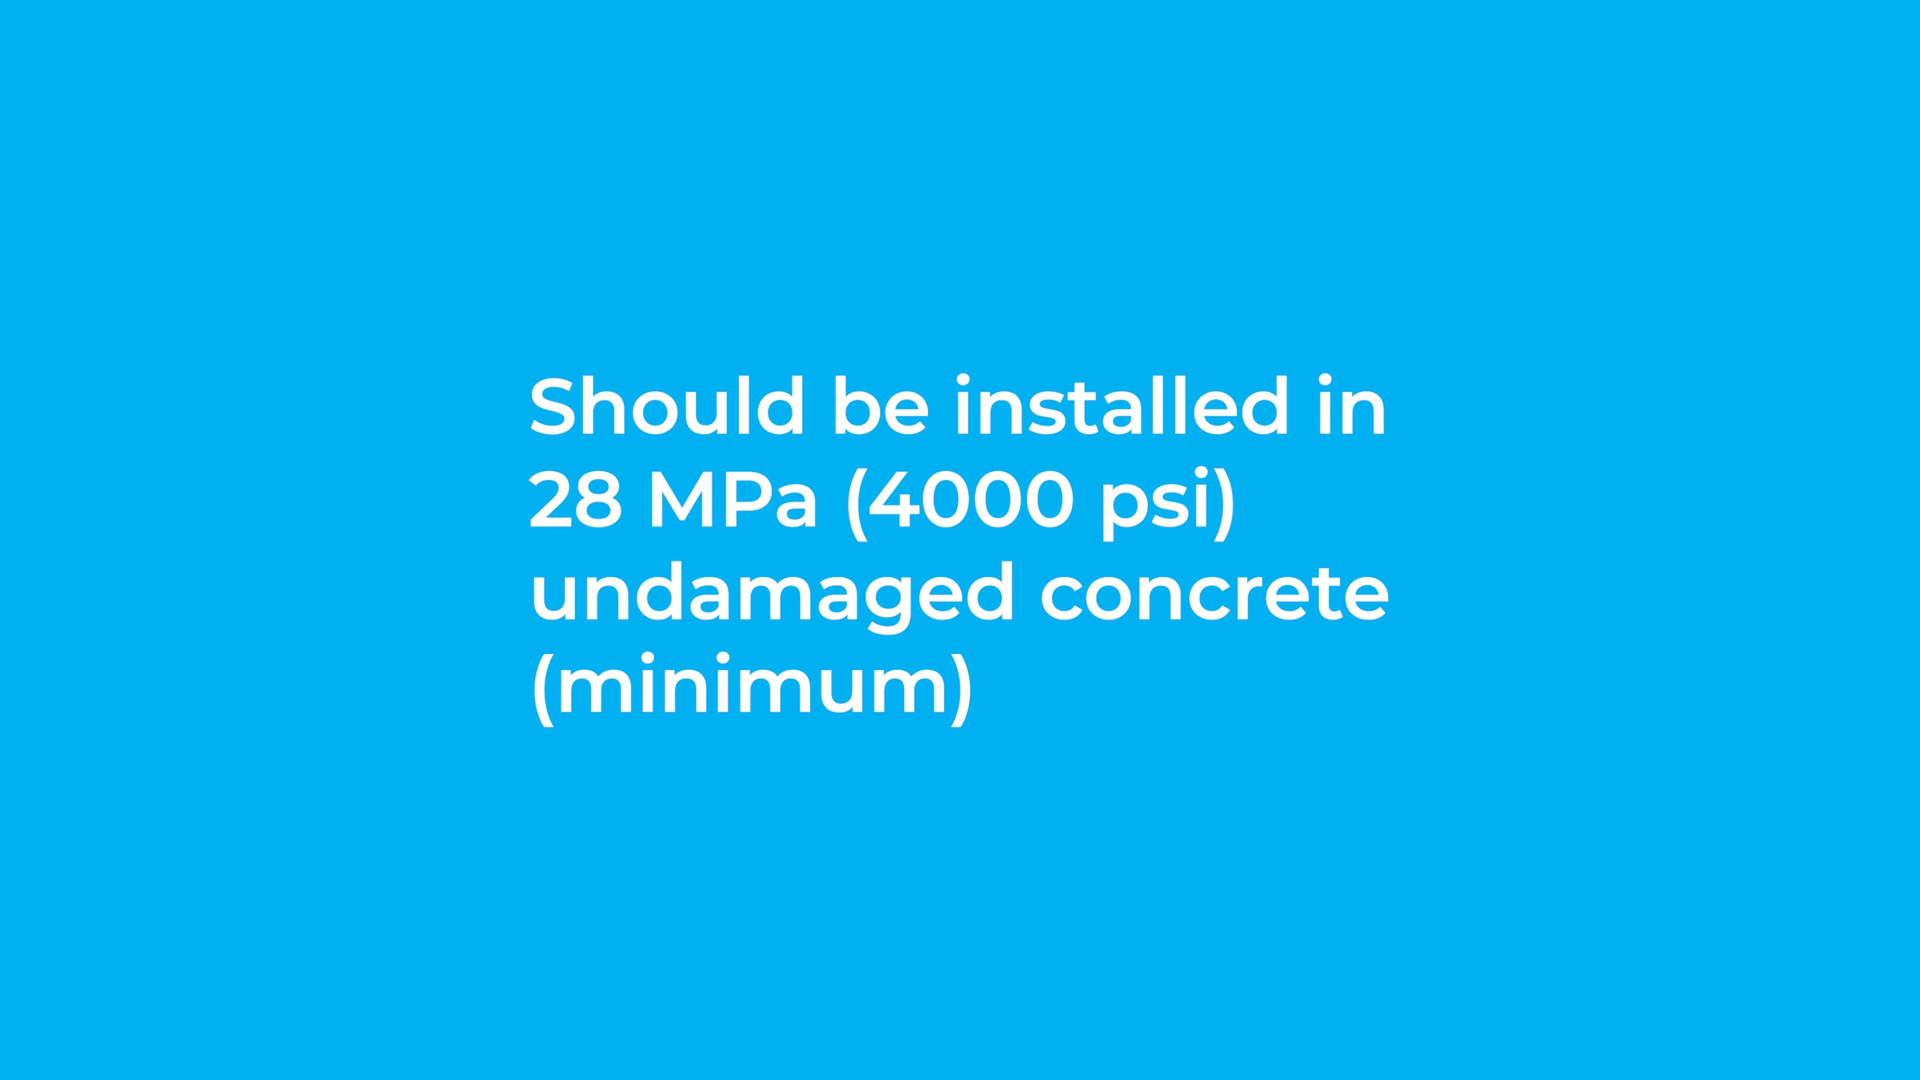 Should be installed in
28 MPa (4000 psi)
undamaged concrete
(minimum)